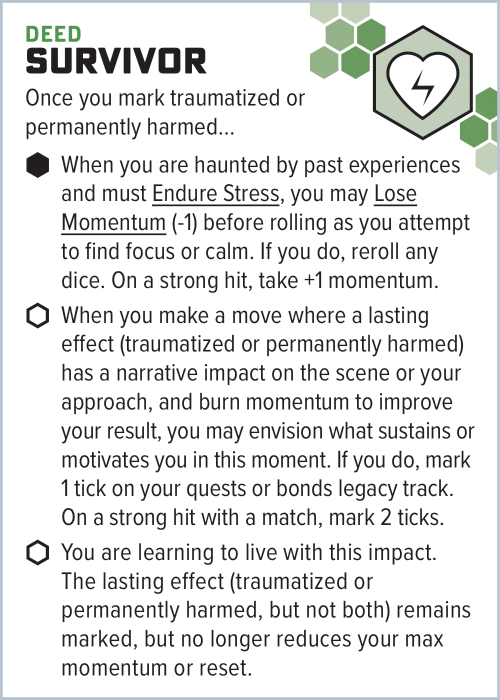 DEED
SURVIVOR
Once you mark traumatized or
permanently harmed...
When you are haunted by past experiences
and must Endure Stress, you may Lose
Momentum (-1) before rolling as you attempt
to find focus or calm. If you do, reroll any
dice. On a strong hit, take +1 momentum.
When you make a move where a lasting
effect (traumatized or permanently harmed)
has a narrative impact on the scene or your
approach, and burn momentum to improve
your result, you may envision what sustains or
motivates you in this moment. If you do, mark
1 tick on your quests or bonds legacy track.
On a strong hit with a match, mark 2 ticks.
You are learning to live with this impact.
The lasting effect (traumatized or
permanently harmed, but not both) remains
marked, but no longer reduces your max
momentum or reset.